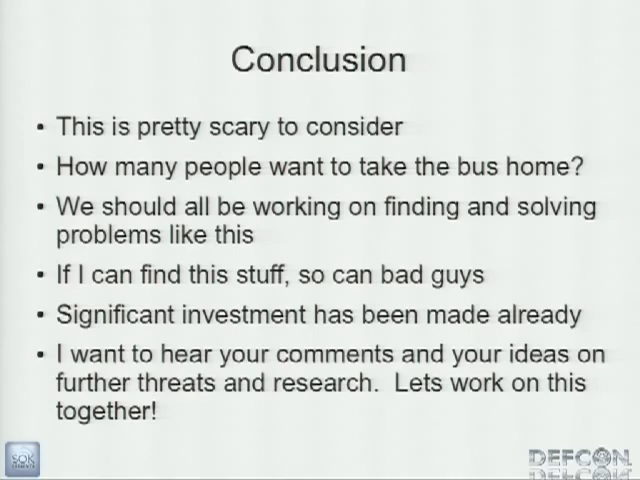 Conclusion
• This is pretty scary to consider
• How many people want to take the bus home?
• We should all be working on finding and solving
problems like this
• If I can find this stuff, so can bad guys
• Significant investment has been made already
• I want to hear your comments and your ideas on
further threats and research.  Lets work on this
together!
SOK
DEFCON